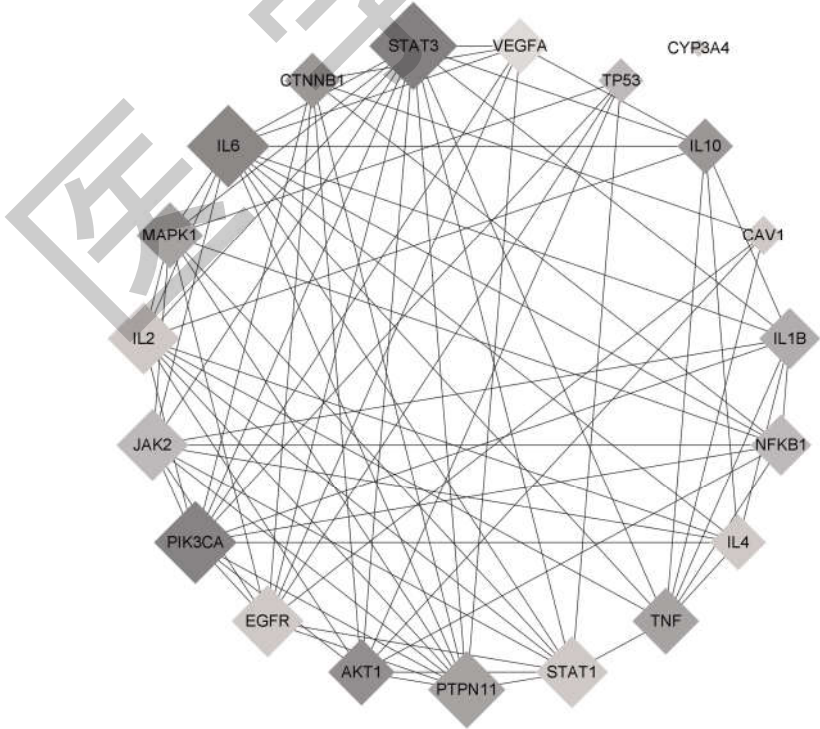 STAT3
VEGFA
CYP3A4
CTNNB1
TP53
IL6
IL10
MAPK1
CAV1
IL2
IL1B
JAK2
NFKB1
PIK3CA
IL4
EGFR
TNF
AKT1
PTPN11
STAT1
医